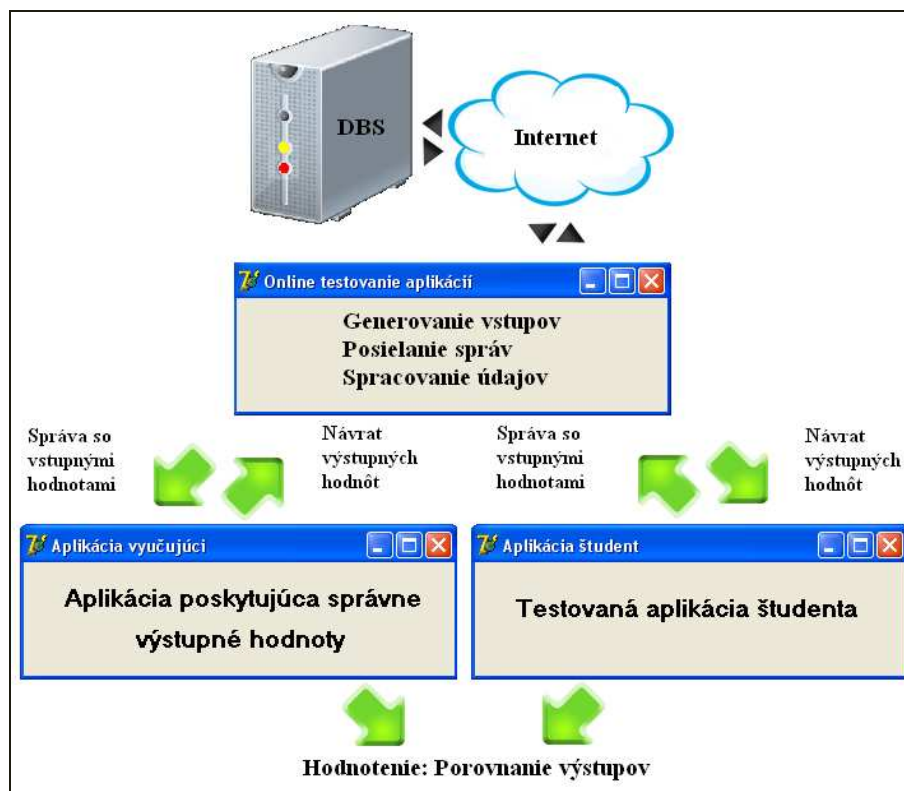 DBS
Internet
Online testovanie aplikácií
Generovanie vstupov
Posielanie správ
Spracovanie údajov
Správa so
vstupnými
hodnotami
Návrat
výstupných
hodnôt
Správa so
vstupnými
hodnotami
Návrat
výstupných
hodnôt
Aplikácia vyučujúci
Aplikácia poskytujúca správne
výstupné hodnoty
Aplikácia študent
Testovaná aplikácia študenta
Hodnotenie: Porovnanie výstupov